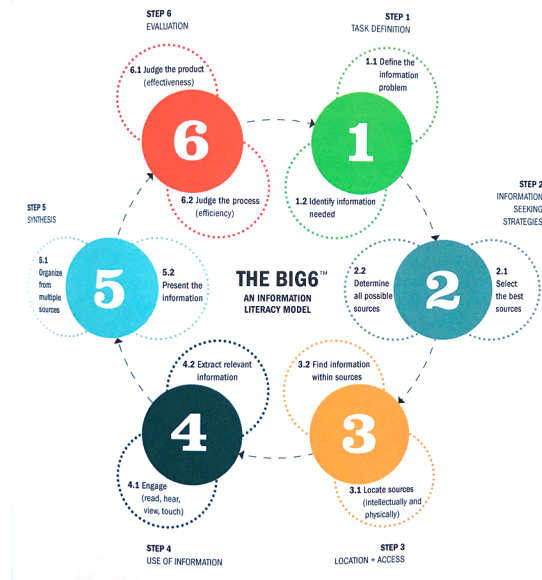 STEP 6
EVALUATION
6.1 Judge the product
(effectiveness)
6
6.2 Judge the process
(efficiency)
STEP 1
TASK DEFINITION
1.1 Define the
information
problem
1
1.2 Identify information
needed
STEP 2
INFORMATION
SEEKING
STRATEGIES
2.2
Determine
all possible
sources
2
2.1
Select
the best
sources
STEP 5
SYNTHESIS
5.1
Organize
from
multiple
sources
5
5.2
Present the
information
THE BIG6™
AN INFORMATION
LITERACY MODEL
4.2 Extract relevant
information
4
4.1 Engage
(read, hear,
view, touch)
STEP 4
USE OF INFORMATION
3.2 Find information
within sources
3
3.1 Locate sources
(intellectually and
physically)
STEP 3
LOCATION + ACCESS